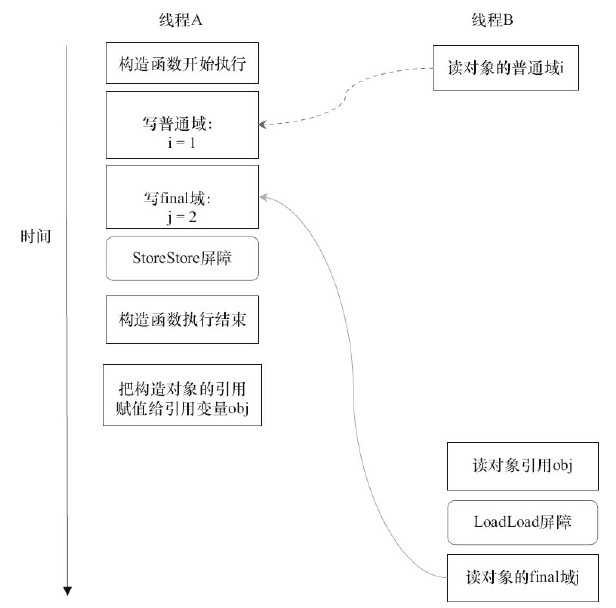 线程A
线程B
构造函数开始执行
读对象的普通域i
写普通域：
i = 1
写final域：
j = 2
时间
StoreStore屏障
构造函数执行结束
把构造对象的引用
赋值给引用变量obj
读对象引用obj
LoadLoad屏障
读对象的final域j